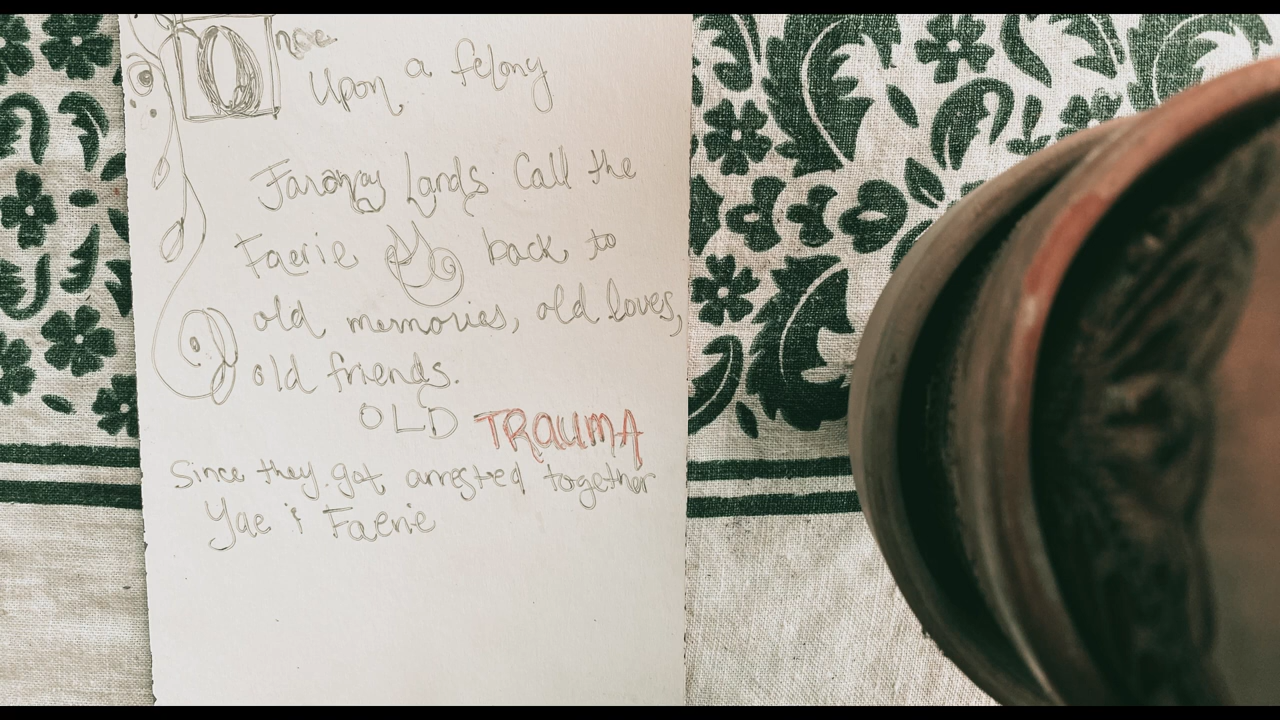 Once
Upon a felony
Faraway Lands Call the
Faerie back to
old memories, old loves,
old friends.
OLD TRAUMA
Since they got arrested together
Yae & Faerie